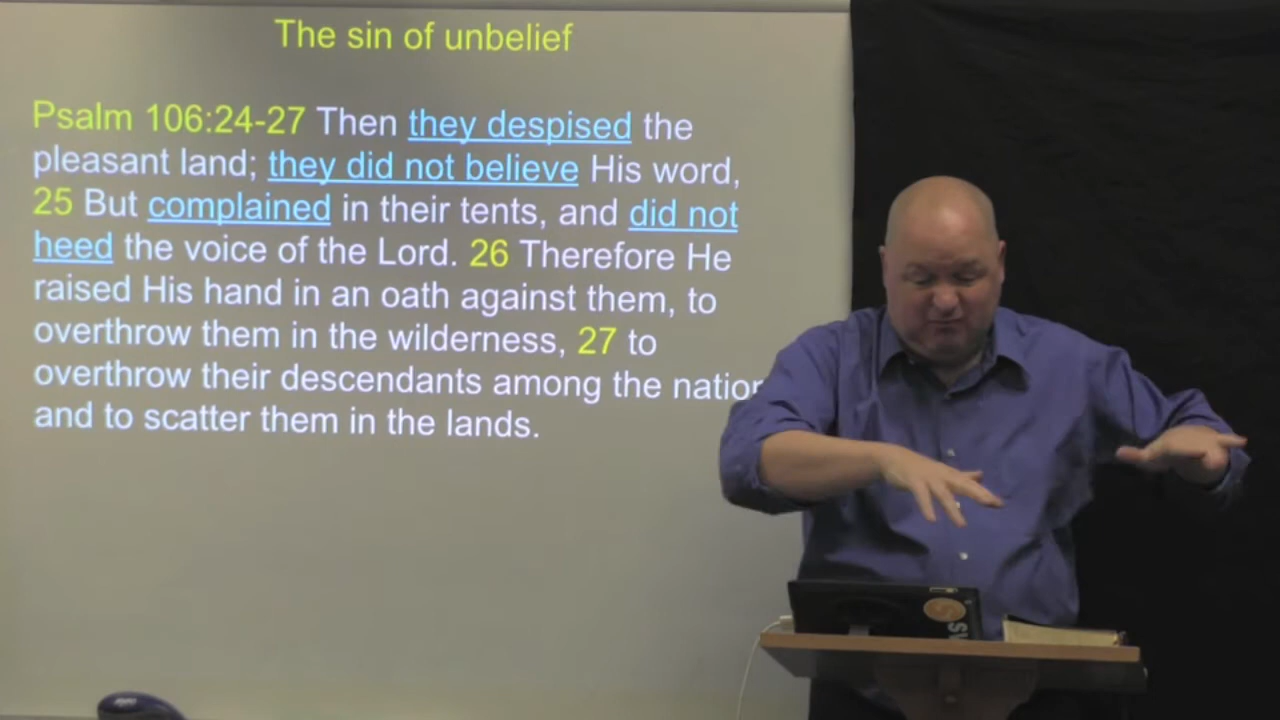 The sin of unbelief
Psalm 106:24-27 Then they despised the
pleasant land; they did not believe His word,
25 But complained in their tents, and did not
heed the voice of the Lord. 26 Therefore He
raised His hand in an oath against them, to
overthrow them in the wilderness, 27 to
overthrow their descendants among the nation
and to scatter them in the lands.